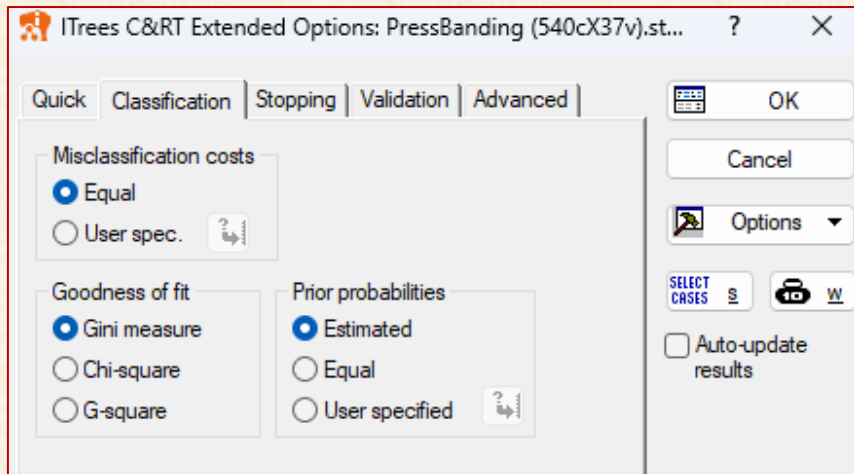 ITrees C&RT Extended Options: PressBanding (540cX37v).st... ? X
Quick Classification Stopping Validation Advanced
Misclassification costs
Equal
User spec.
Goodness of fit
Gini measure
Chi-square
G-square
Prior probabilities
Estimated
Equal
User specified
OK
Cancel
Options
SELECT CASES S W
Auto-update
results